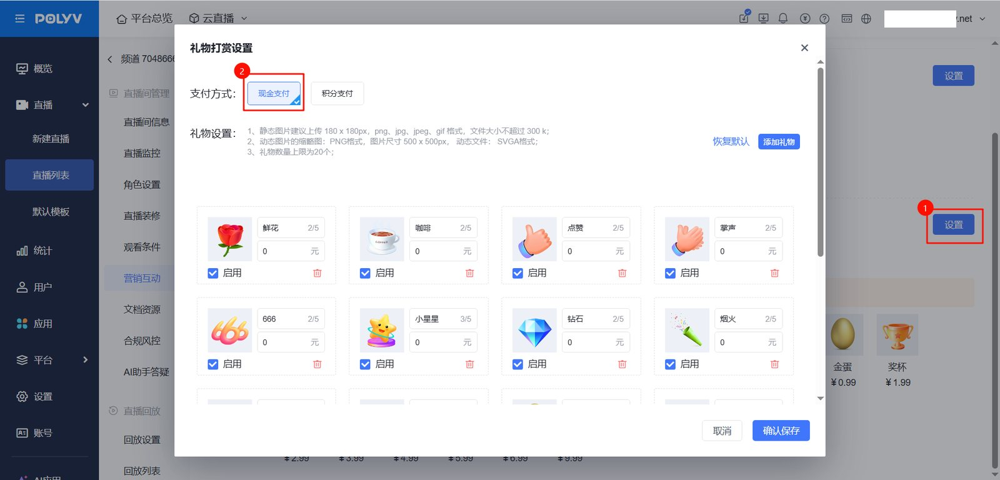 POLYV
平台总览
云直播
.net
概览
直播
新建直播
直播列表
默认模板
统计
用户
应用
平台
设置
账号
频道 7048666
直播间管理
直播间信息
直播监控
角色设置
直播装修
观看条件
营销互动
文档资源
合规风控
AI助手答疑
直播回放
回放设置
回放列表
礼物打赏设置
2
支付方式：
现金支付
积分支付
礼物设置：
1、静态图片建议上传 180 x 180px，png、jpg、jpeg、gif 格式，文件大小不超过 300 k；
2、动态图片的缩略图：PNG格式，图片尺寸 500 x 500px， 动态文件： SVGA格式；
3、礼物数量上限为20个；
恢复默认
添加礼物
鲜花 2/5
0 元
启用
咖啡 2/5
0 元
启用
点赞 2/5
0 元
启用
掌声 2/5
0 元
启用
666 2/5
0 元
启用
小星星 3/5
0 元
启用
钻石 2/5
0 元
启用
烟火 2/5
0 元
启用
取消
确认保存
设置
1
设置
金蛋
¥0.99
奖杯
¥1.99
¥2.99
¥3.99
¥4.99
¥5.99
¥6.99
¥9.99